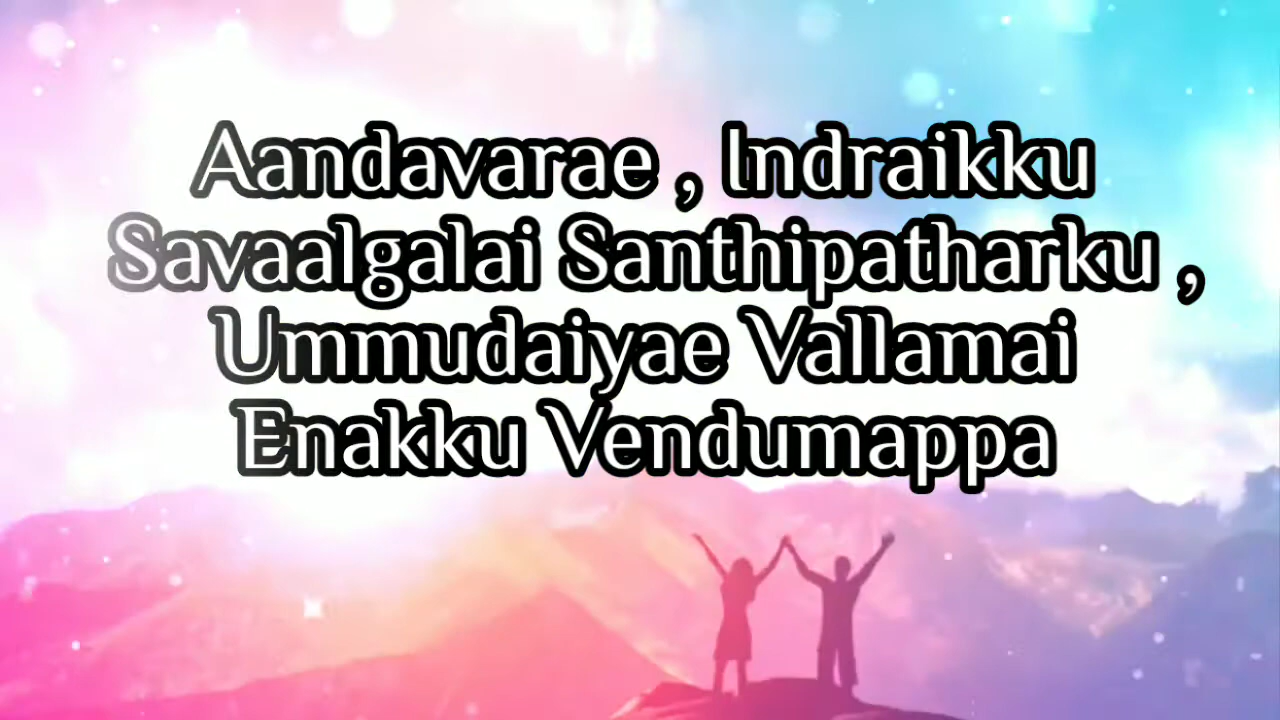 Aandavarae , Indraikku
Savaalgalai Santhipatharku ,
Ummudaiyae Vallamai
Enakku Vendumappa